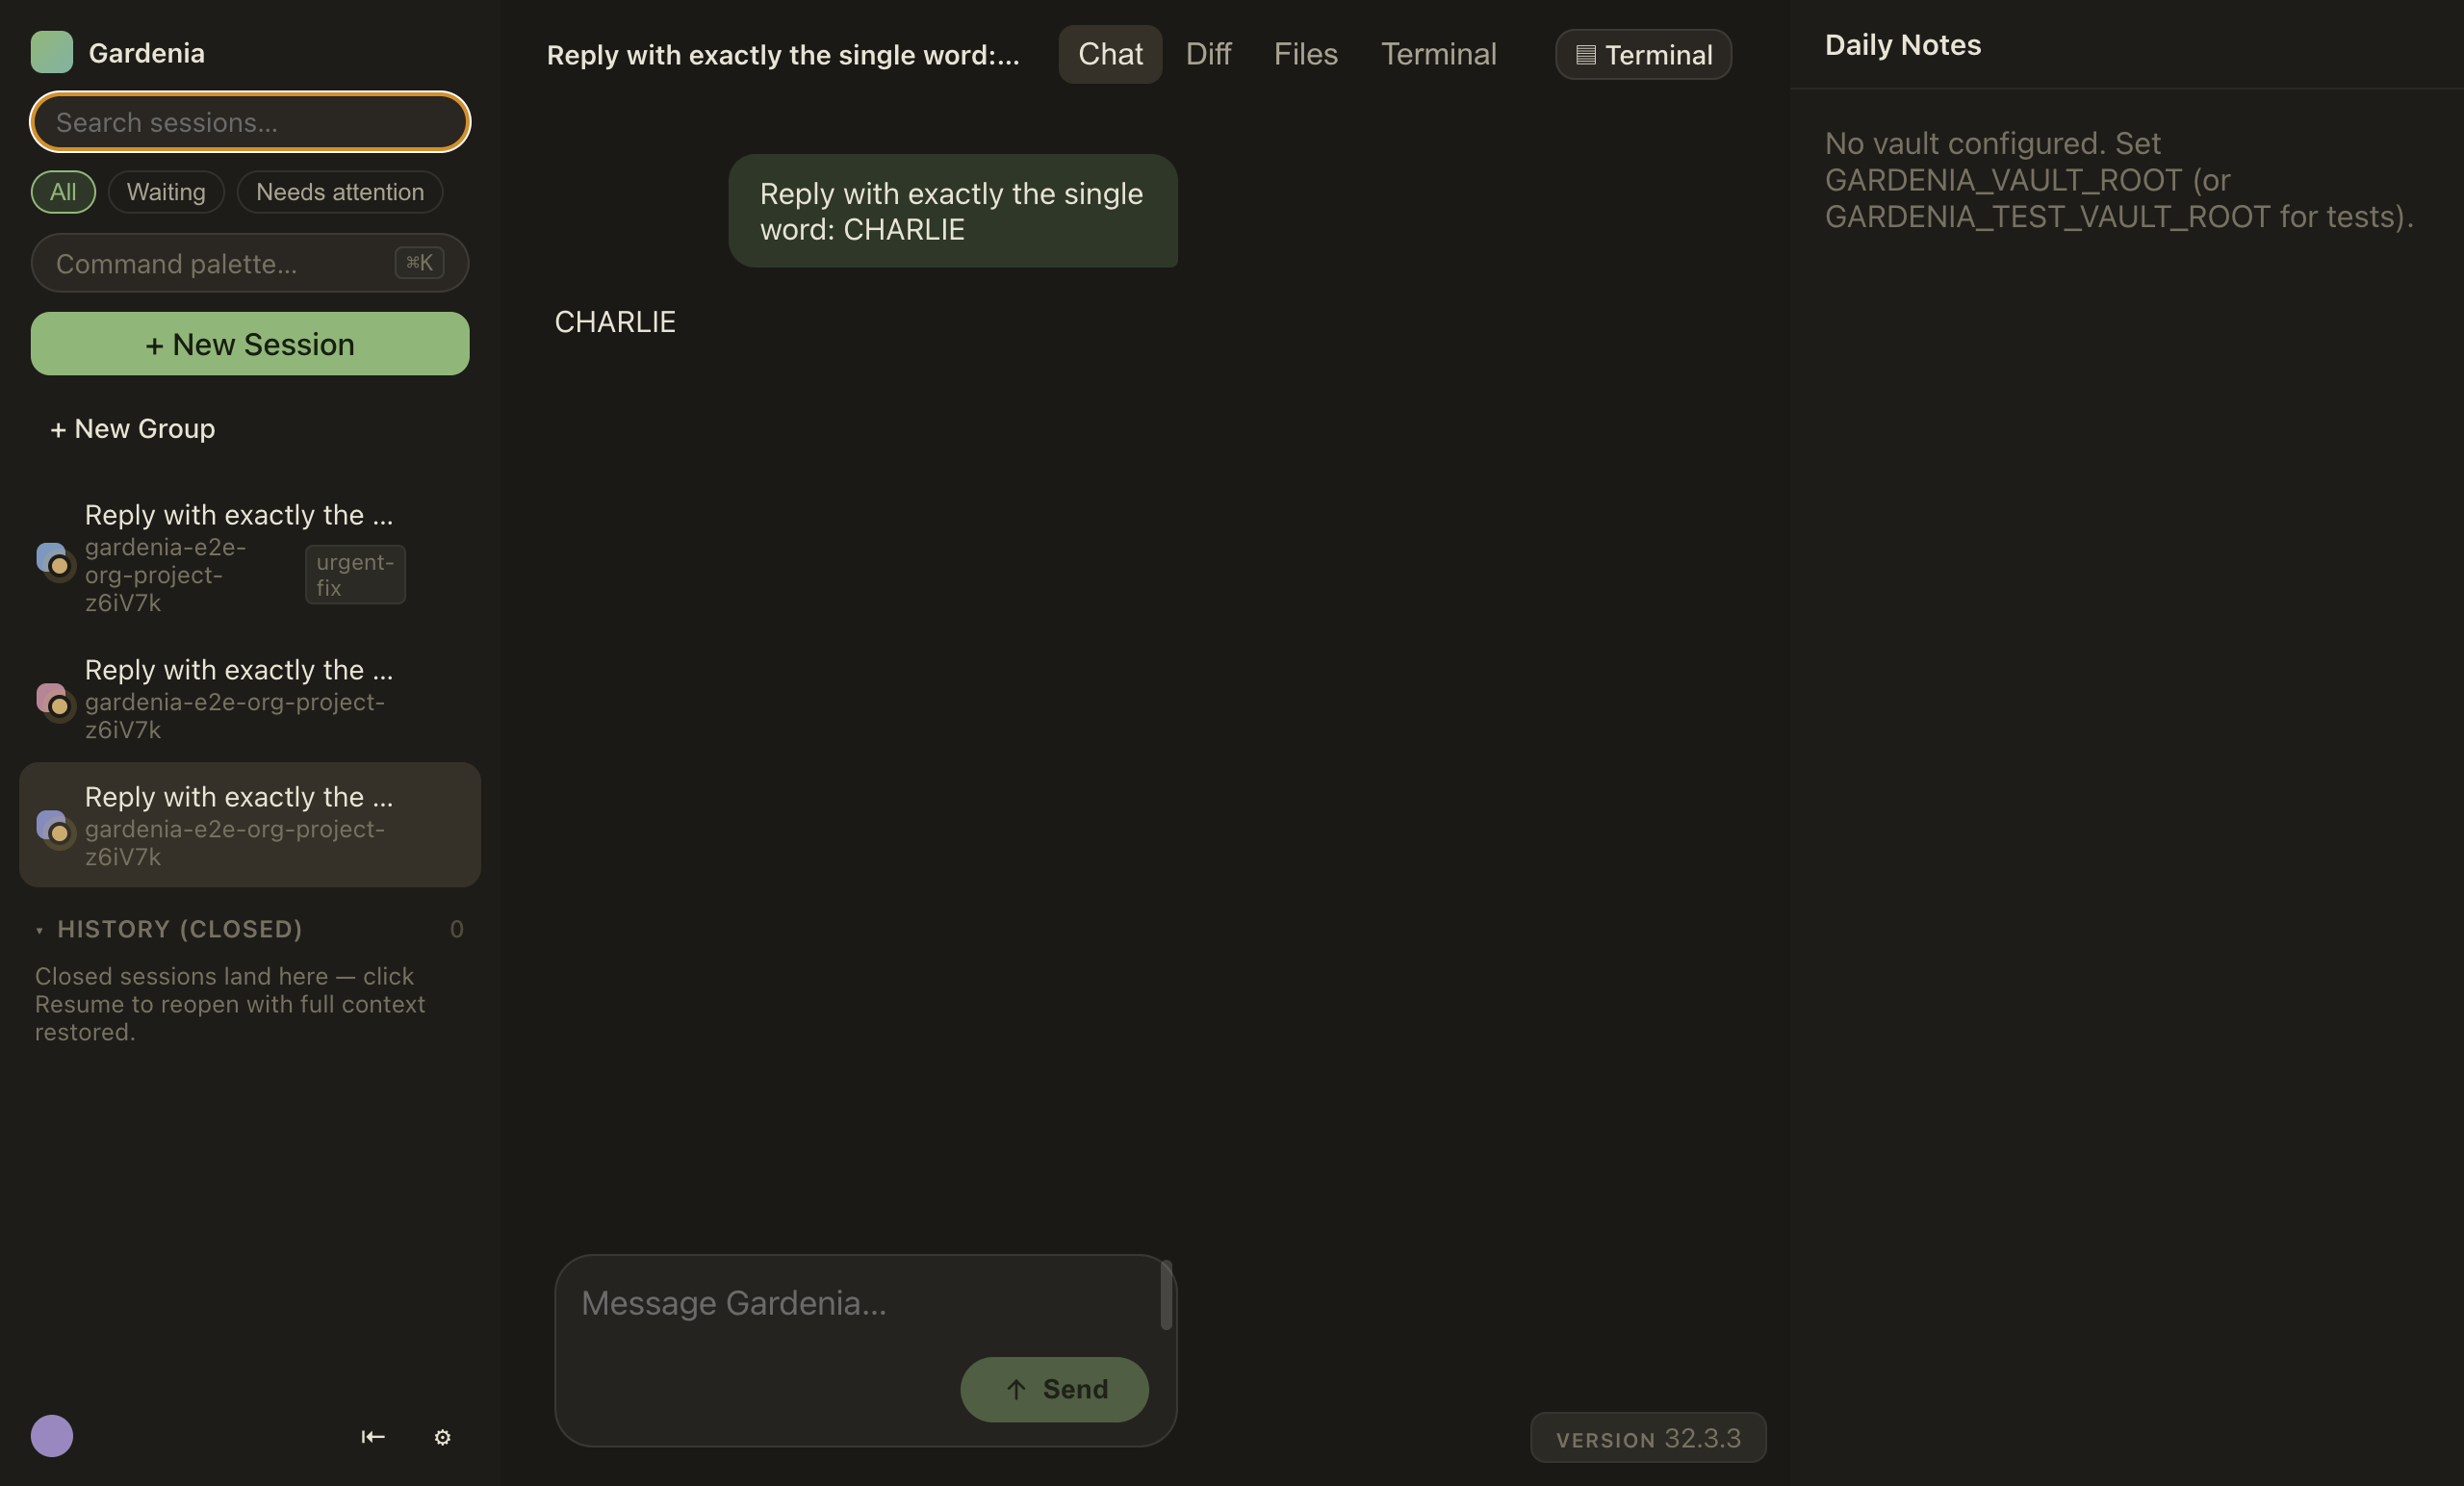 Gardenia
Search sessions...
All
Waiting
Needs attention
Command palette...
⌘K
+ New Session
+ New Group
Reply with exactly the ...
gardenia-e2e-
org-project-
z6iV7k
urgent-
fix
Reply with exactly the ...
gardenia-e2e-org-project-
z6iV7k
Reply with exactly the ...
gardenia-e2e-org-project-
z6iV7k
HISTORY (CLOSED)
0
Closed sessions land here — click
Resume to reopen with full context
restored.
Reply with exactly the single word:...
Chat
Diff
Files
Terminal
Terminal
Reply with exactly the single
word: CHARLIE
CHARLIE
Message Gardenia...
Send
VERSION 32.3.3
Daily Notes
No vault configured. Set
GARDENIA_VAULT_ROOT (or
GARDENIA_TEST_VAULT_ROOT for tests).